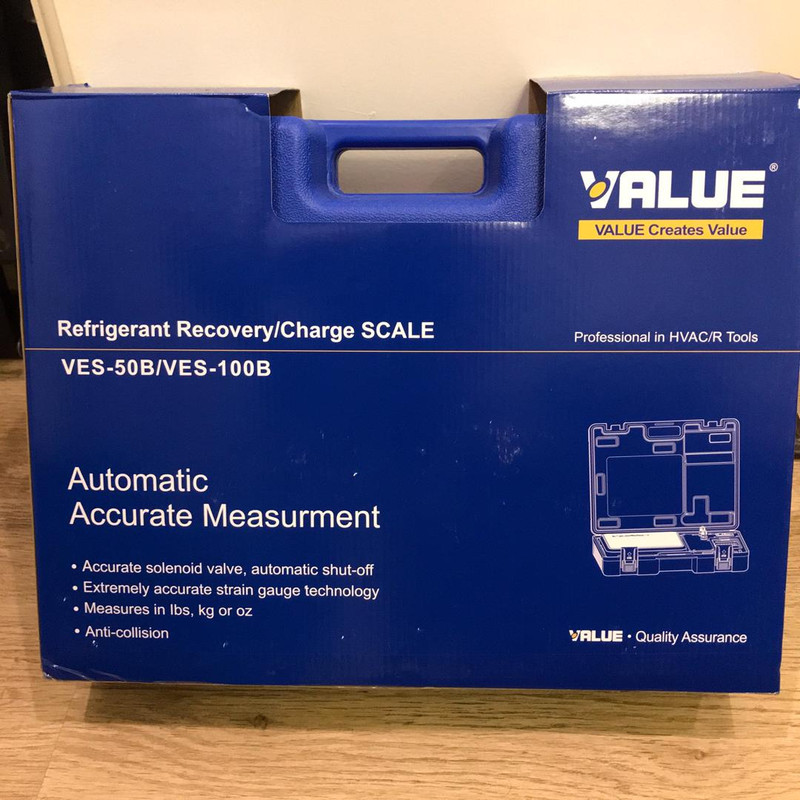 VALUE®
VALUE Creates Value
Refrigerant Recovery/Charge SCALE
Professional in HVAC/R Tools
VES-50B/VES-100B
Automatic
Accurate Measurment
• Accurate solenoid valve, automatic shut-off
• Extremely accurate strain gauge technology
• Measures in lbs, kg or oz
• Anti-collision
VALUE • Quality Assurance